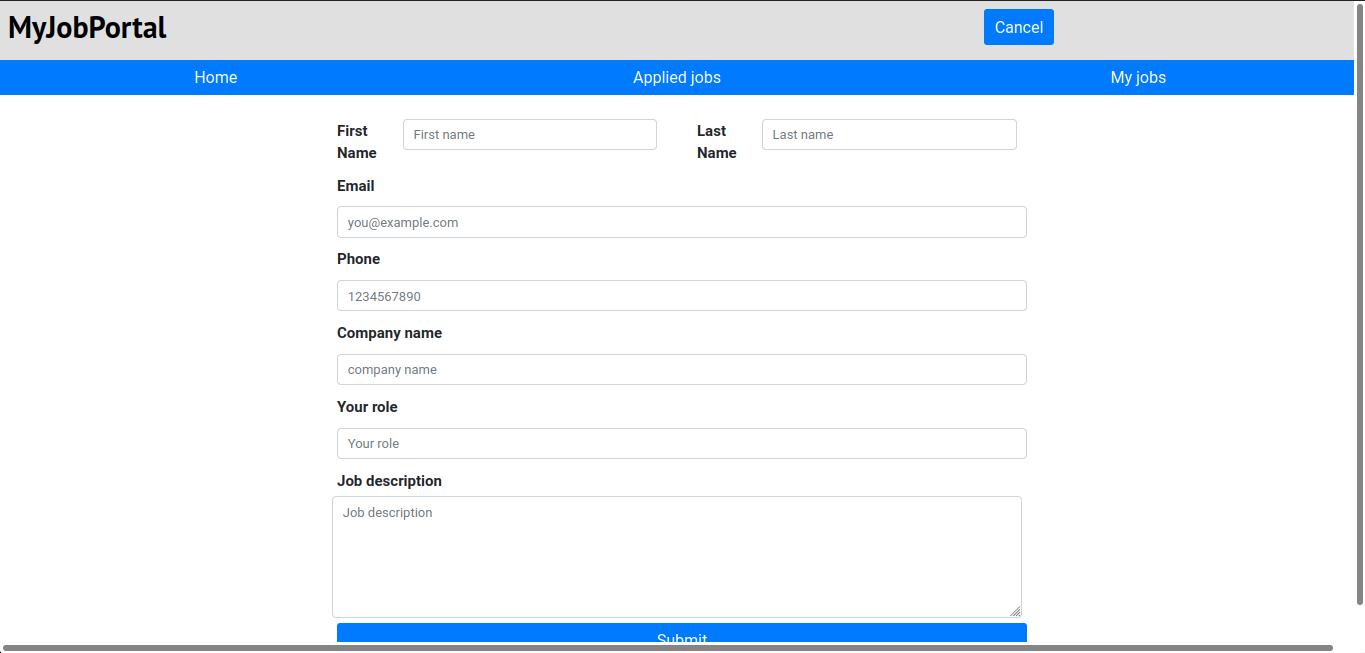 MyJobPortal
Cancel
Home Applied jobs My jobs
First Name First name Last Name Last name
Email
you@example.com
Phone
1234567890
Company name
company name
Your role
Your role
Job description
Job description
Submit